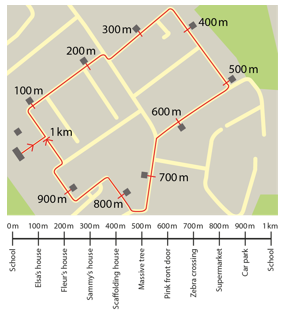 300 m
400 m
200 m
500 m
100 m
600 m
1 km
700 m
900 m
800 m
0 m 100 m 200 m 300 m 400 m 500 m 600 m 700 m 800 m 900 m 1 km
School
Elsa's house
Fleur's house
Sammy's house
Scaffolding house
Massive tree
Pink front door
Zebra crossing
Supermarket
Car park
School